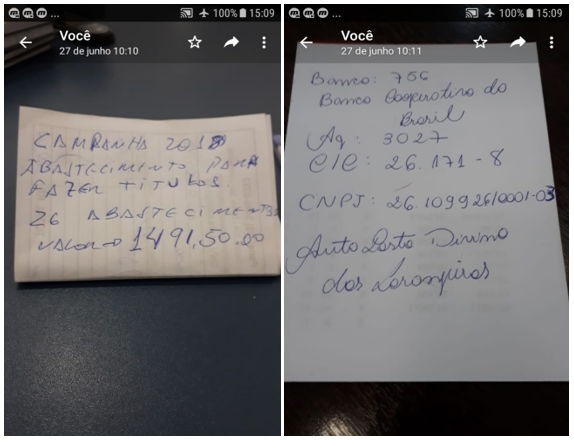 100% 15:09
Você
27 de junho 10:10
CAMPANHA 2018
ABASTECIMENTO PARA
FAZER TITULOS.
26 ABASTECIMENTOS
VALOR 1491,50.00
100% 15:09
Você
27 de junho 10:11
Banco: 756
Banco Cooperativo do
Brasil
Ag: 3027
C/C: 26.171-8
CNPJ: 26.109926/0001-03
Auto Posto Divino
das Laranjeiras